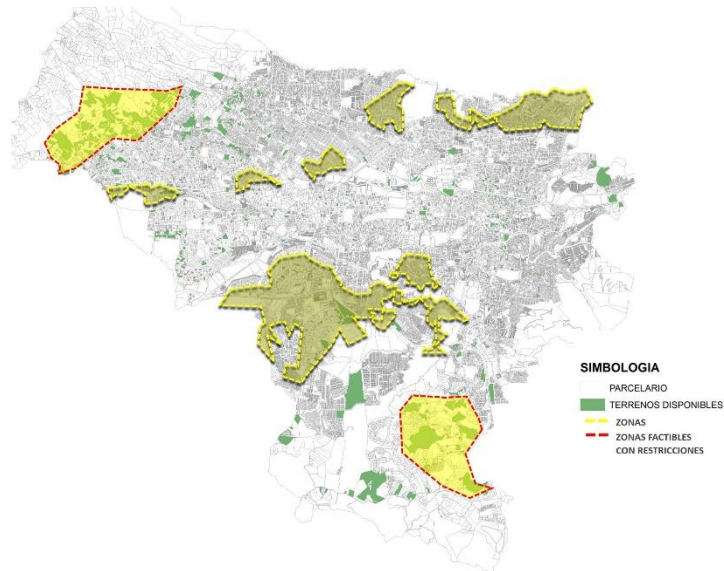 SIMBOLOGIA
PARCELARIO
TERRENOS DISPONIBLES
ZONAS
ZONAS FACTIBLES
CON RESTRICCIONES